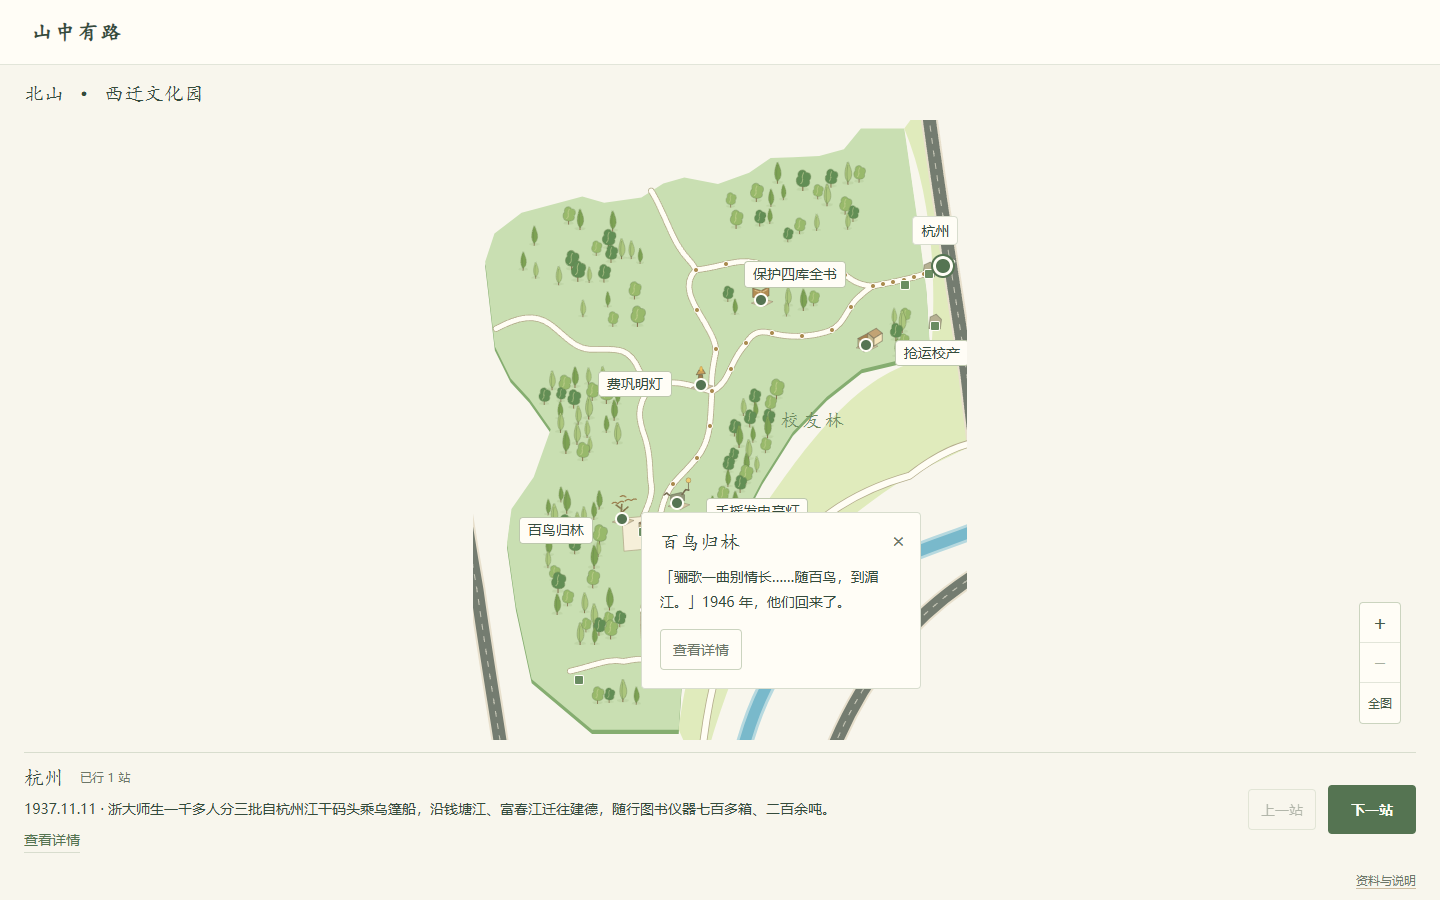 山中有路
北山 • 西迁文化园
杭州
保护四库全书
抢运校产
费巩明灯
校友林
手摇发电亮灯
百鸟归林
百鸟归林
×
「骊歌一曲别情长……随百鸟，到湄
江。」1946 年，他们回来了。
查看详情
+
−
全图
杭州 已行 1 站
1937.11.11 · 浙大师生一千多人分三批自杭州江干码头乘乌篷船，沿钱塘江、富春江迁往建德，随行图书仪器七百多箱、二百余吨。
查看详情
上一站
下一站
资料与说明